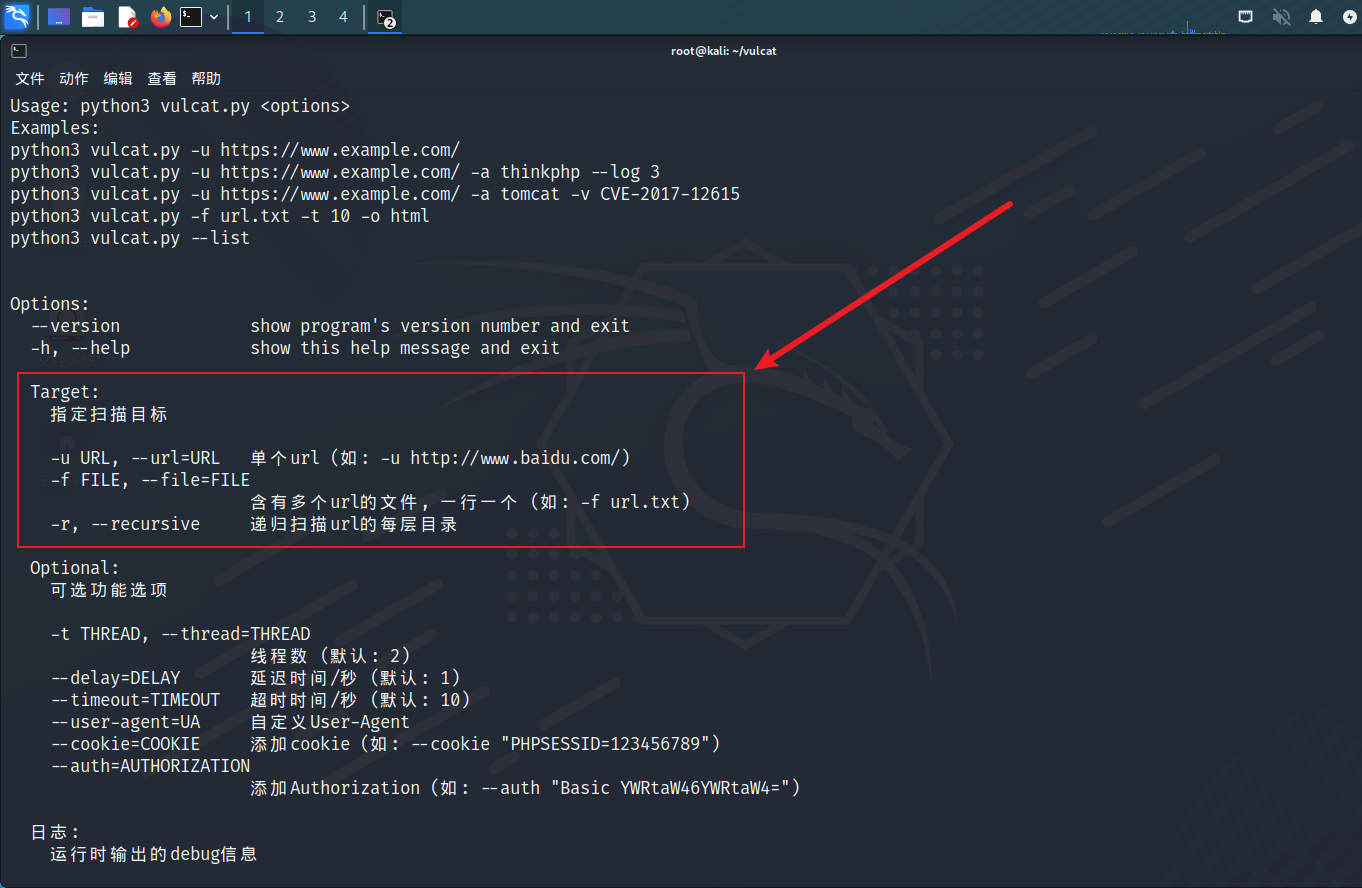 1 2 3 4 2
root@kali: ~/vulcat
文件 动作 编辑 查看 帮助
Usage: python3 vulcat.py <options>
Examples:
python3 vulcat.py -u https://www.example.com/
python3 vulcat.py -u https://www.example.com/ -a thinkphp --log 3
python3 vulcat.py -u https://www.example.com/ -a tomcat -v CVE-2017-12615
python3 vulcat.py -f url.txt -t 10 -o html
python3 vulcat.py --list
Options:
--version show program's version number and exit
-h, --help show this help message and exit
Target:
指定扫描目标
-u URL, --url=URL 单个url（如: -u http://www.baidu.com/）
-f FILE, --file=FILE
含有多个url的文件, 一行一个（如: -f url.txt）
-r, --recursive 递归扫描url的每层目录
Optional:
可选功能选项
-t THREAD, --thread=THREAD
线程数（默认: 2）
--delay=DELAY 延迟时间/秒（默认: 1）
--timeout=TIMEOUT 超时时间/秒（默认: 10）
--user-agent=UA 自定义User-Agent
--cookie=COOKIE 添加cookie（如: --cookie "PHPSESSID=123456789"）
--auth=AUTHORIZATION
添加Authorization（如: --auth "Basic YWRtaW46YWRtaW4="）
日志:
运行时输出的debug信息